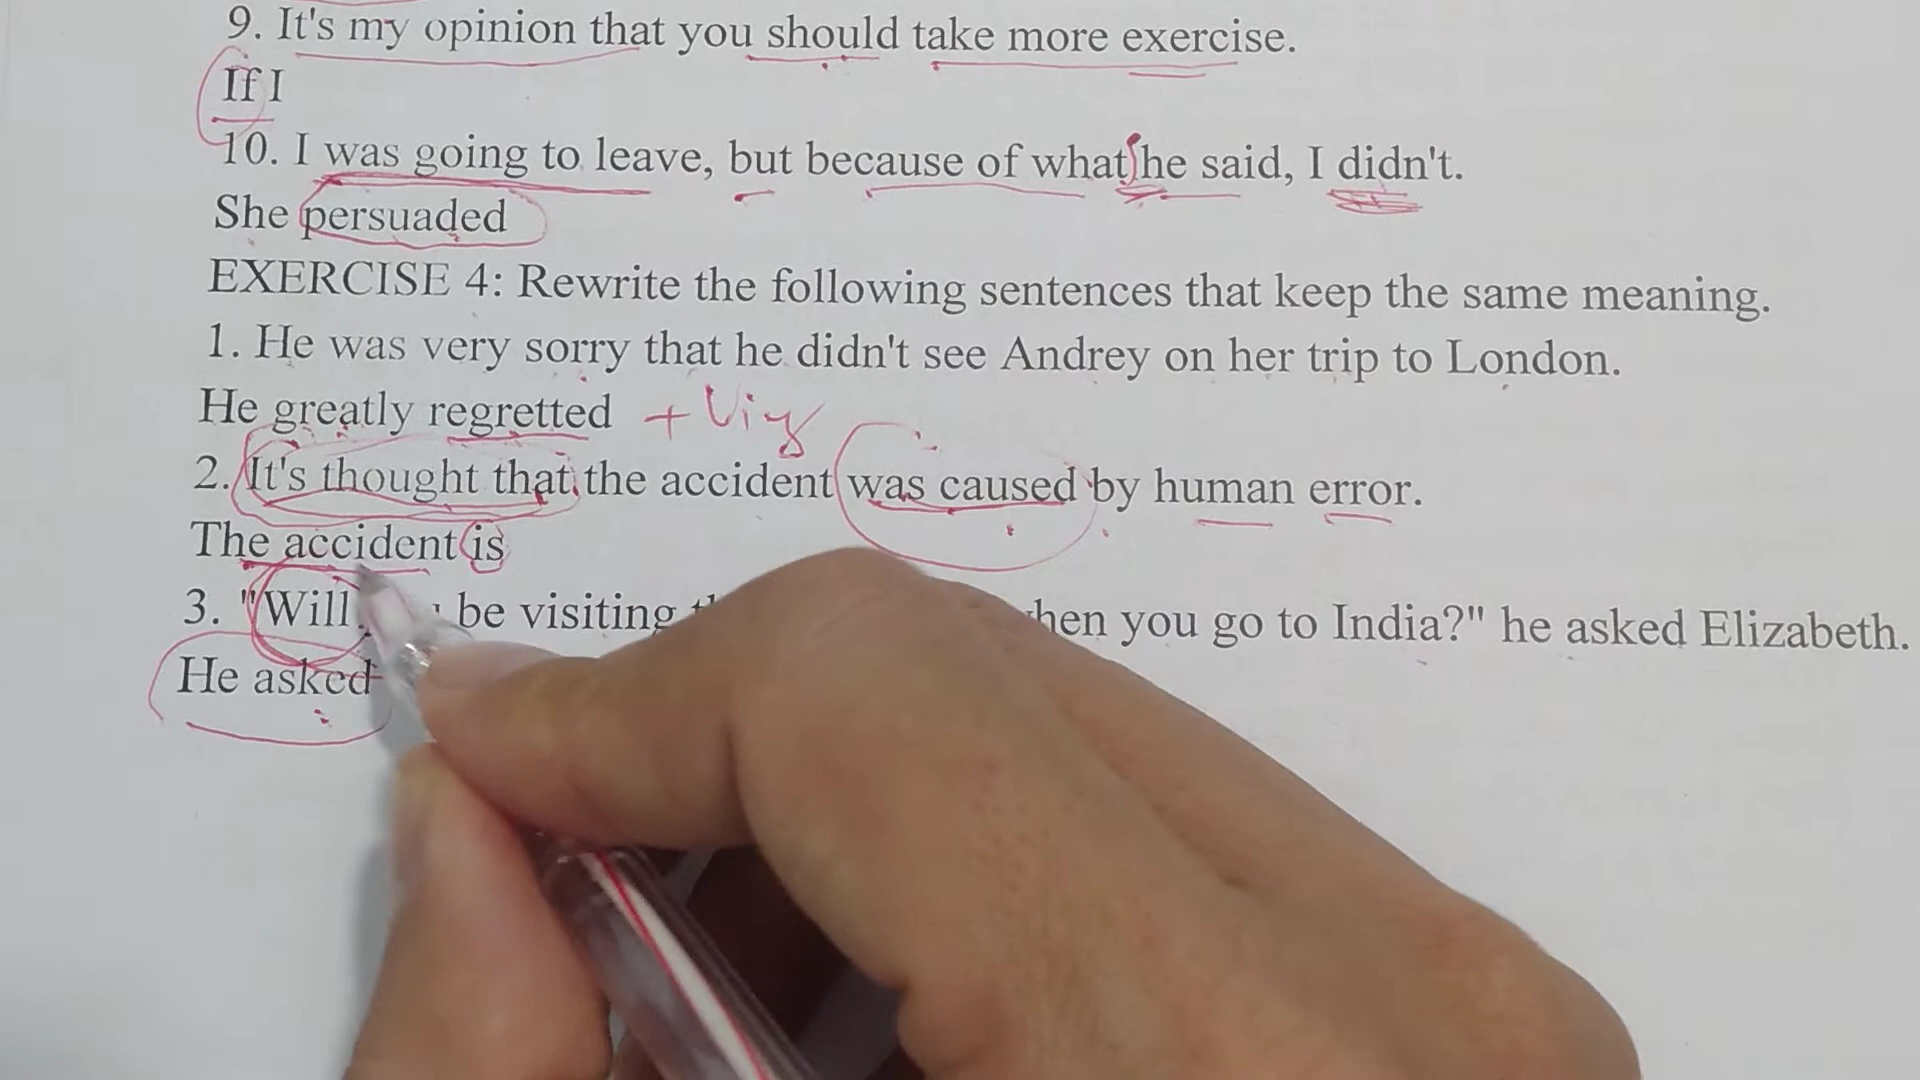 9. It's my opinion that you should take more exercise.
If I
10. I was going to leave, but because of what he said, I didn't.
She persuaded
EXERCISE 4: Rewrite the following sentences that keep the same meaning.
1. He was very sorry that he didn't see Andrey on her trip to London.
He greatly regretted + Ving
2. It's thought that the accident was caused by human error.
The accident is
3. "Will be visiting you go to India?" he asked Elizabeth.
He asked